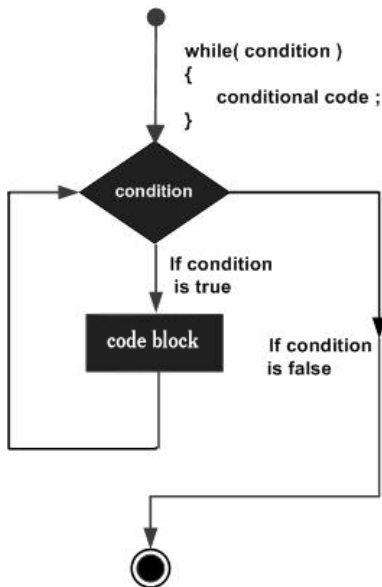 while( condition )
{
conditional code ;
}
condition
If condition
is true
code block
If condition
is false